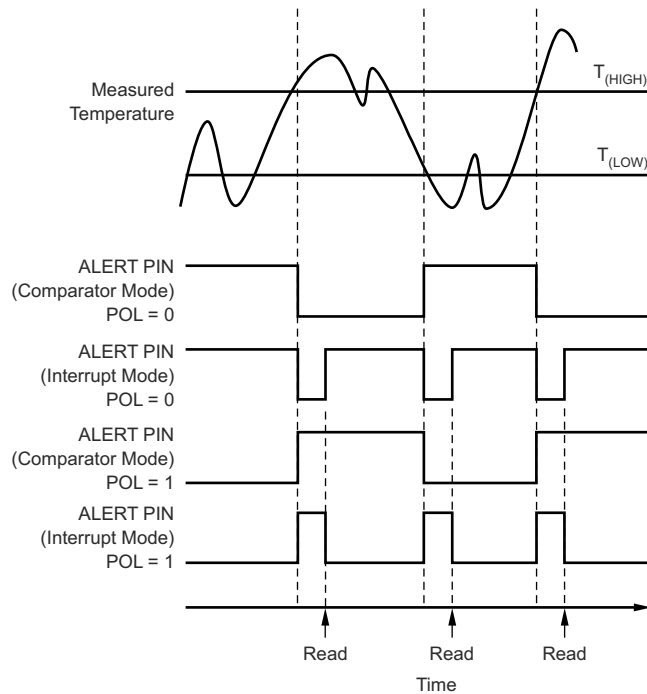 Measured
Temperature
T(HIGH)
T(LOW)
ALERT PIN
(Comparator Mode)
POL = 0
ALERT PIN
(Interrupt Mode)
POL = 0
ALERT PIN
(Comparator Mode)
POL = 1
ALERT PIN
(Interrupt Mode)
POL = 1
Read Read Read
Time